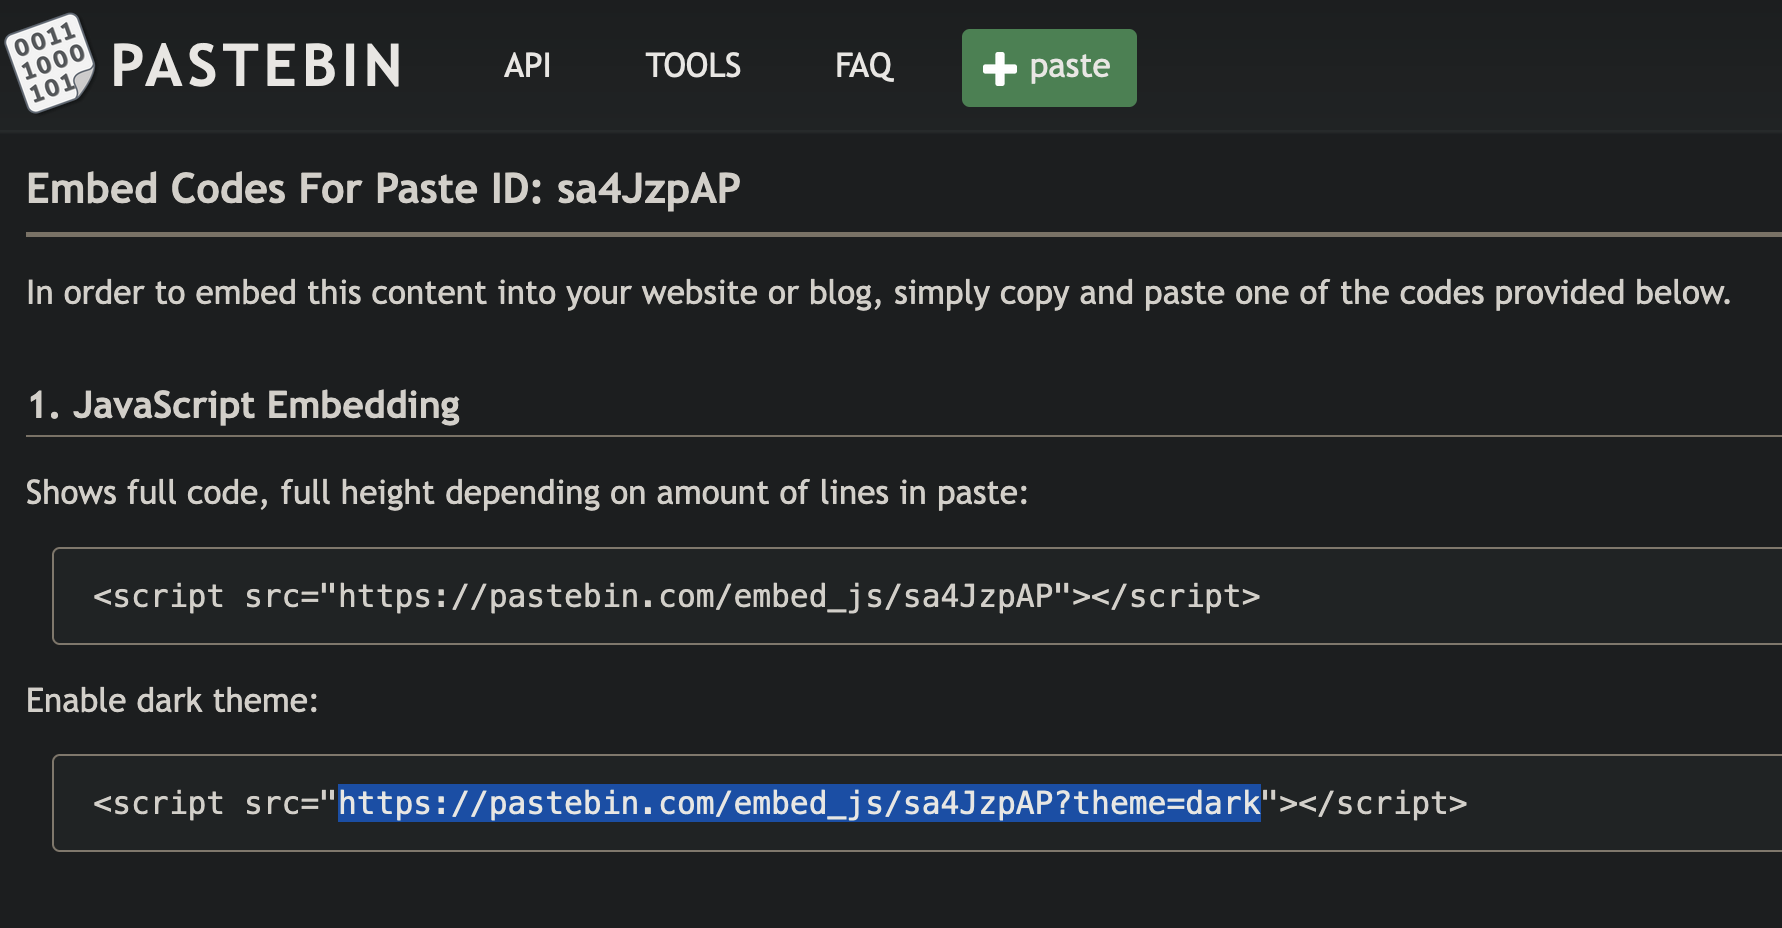 0011
1000
101
PASTEBIN API TOOLS FAQ + paste
Embed Codes For Paste ID: sa4JzpAP
In order to embed this content into your website or blog, simply copy and paste one of the codes provided below.
1. JavaScript Embedding
Shows full code, full height depending on amount of lines in paste:
<script src="https://pastebin.com/embed_js/sa4JzpAP"></script>
Enable dark theme:
<script src="https://pastebin.com/embed_js/sa4JzpAP?theme=dark"></script>